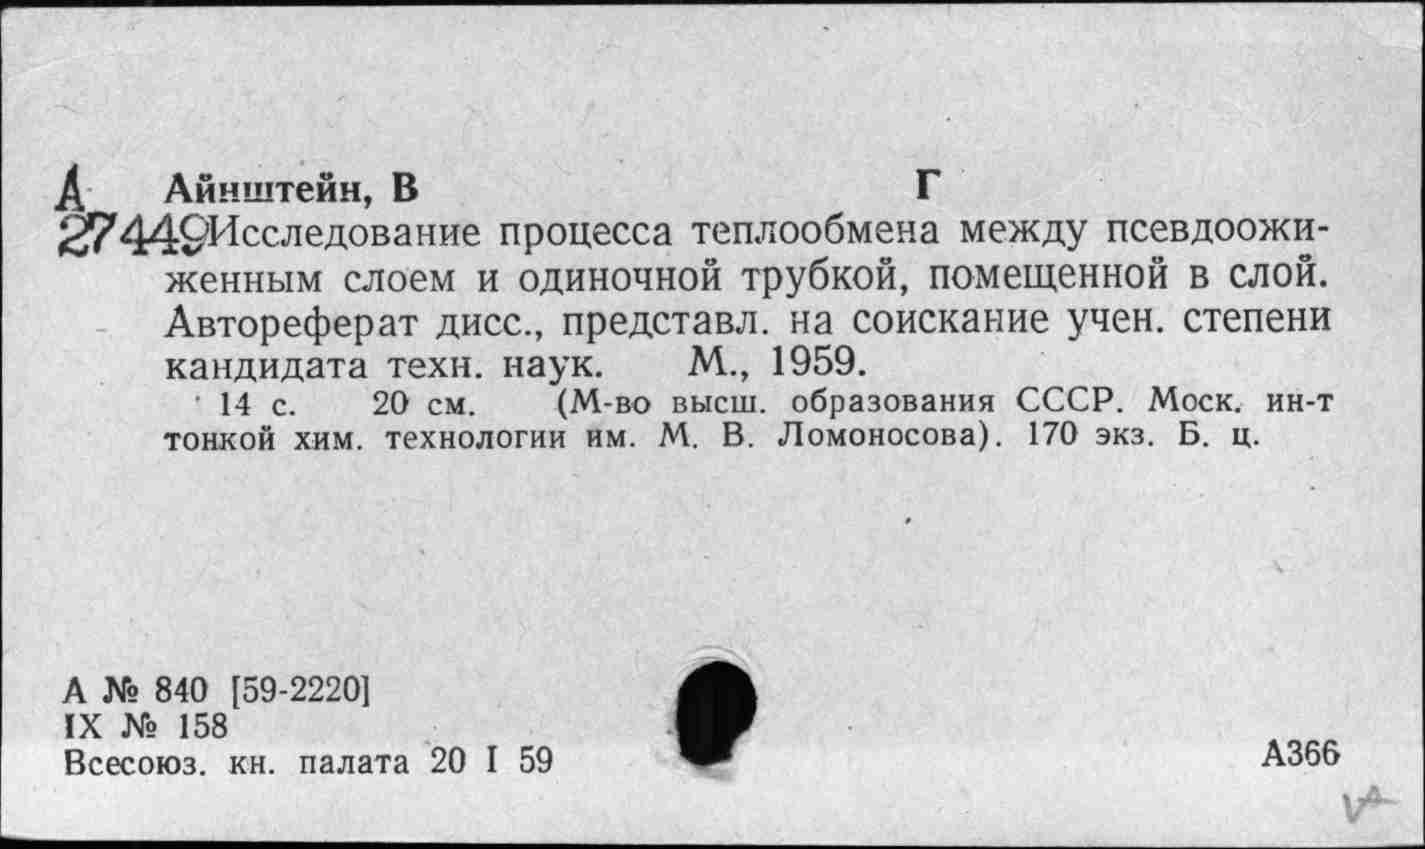 А Айнштейн, В Г
27449 Исследование процесса теплообмена между псевдоожи-
женным слоем и одиночной трубкой, помещенной в слой.
Автореферат дисс., представл. на соискание учен. степени
кандидата техн. наук. М., 1959.
14 с. 20 см. (М-во высш. образования СССР. Моск. ин-т
тонкой хим. технологии им. М. В. Ломоносова). 170 экз. Б. ц.
А № 840 [59-2220]
IX № 158
Всесоюз. кн. палата 20 I 59
А366